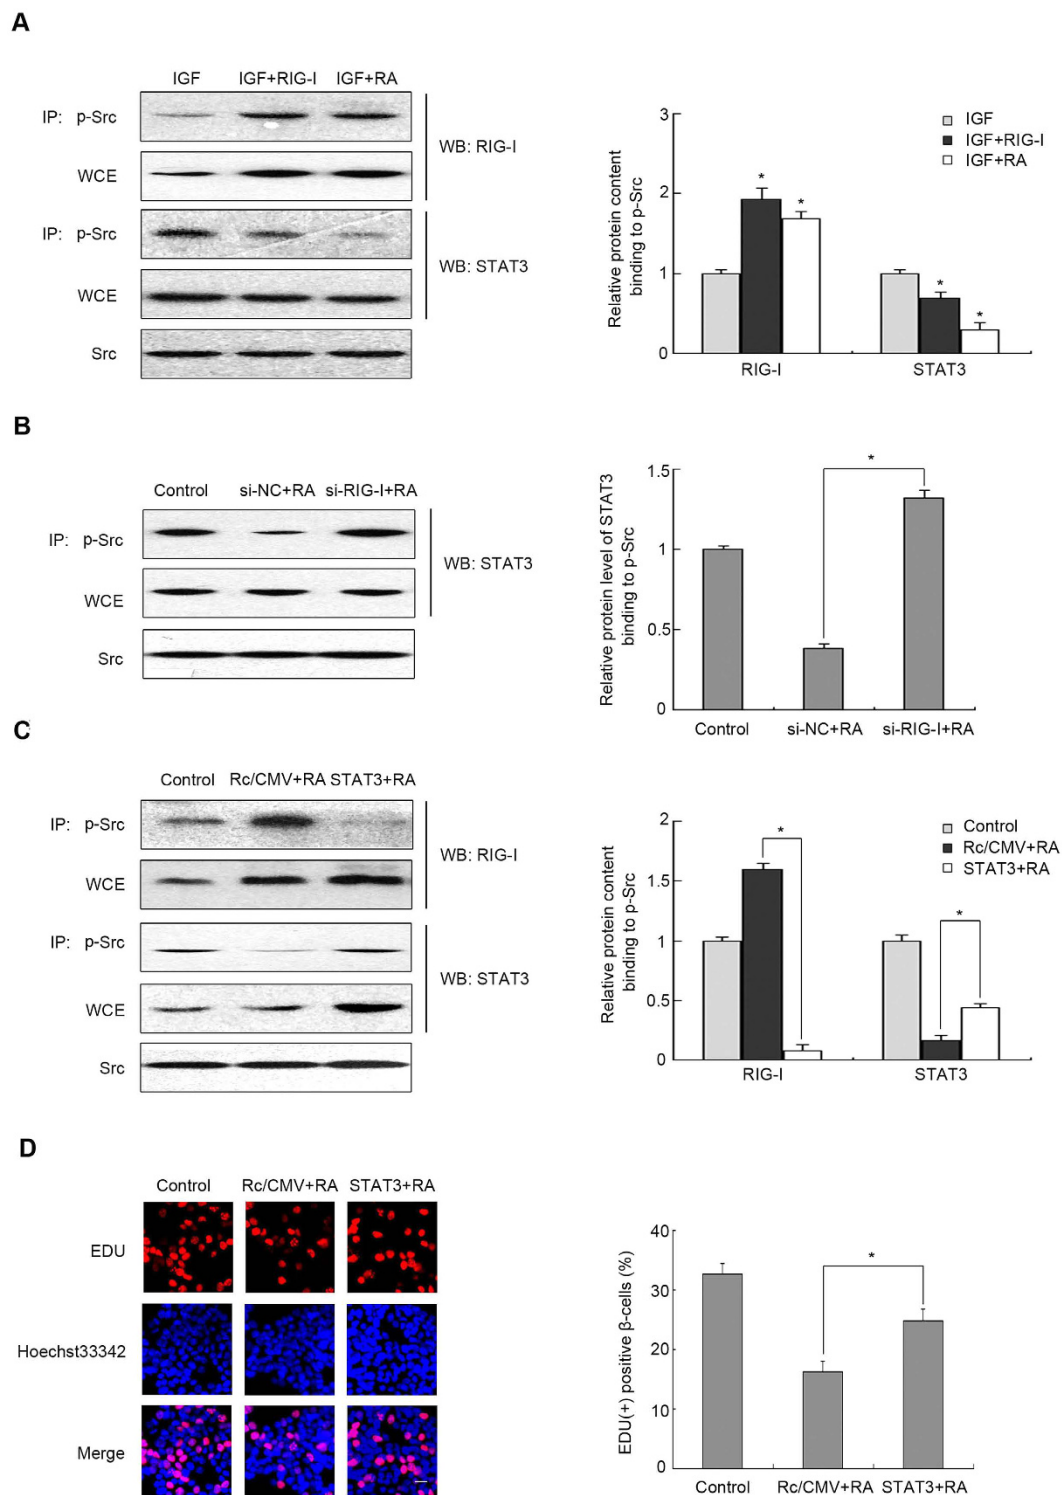 A
IGF IGF+RIG-I IGF+RA
IP: p-Src
WB: RIG-I
WCE
IP: p-Src
WB: STAT3
WCE
Src
Relative protein content
binding to p-Src
3
2
1
0
IGF
IGF+RIG-I
IGF+RA
* *
* *
RIG-I STAT3
B
Control si-NC+RA si-RIG-I+RA
IP: p-Src
WB: STAT3
WCE
Src
Relative protein level of STAT3
binding to p-Src
1.5
1
0.5
0
*
Control si-NC+RA si-RIG-I+RA
C
Control Rc/CMV+RA STAT3+RA
IP: p-Src
WB: RIG-I
WCE
IP: p-Src
WB: STAT3
WCE
Src
Relative protein content
binding to p-Src
2
1.5
1
0.5
0
Control
Rc/CMV+RA
STAT3+RA
*
*
RIG-I STAT3
D
Control Rc/CMV+RA STAT3+RA
EDU
Hoechst33342
Merge
EDU(+) positive β-cells (%)
40
30
20
10
0
*
Control Rc/CMV+RA STAT3+RA